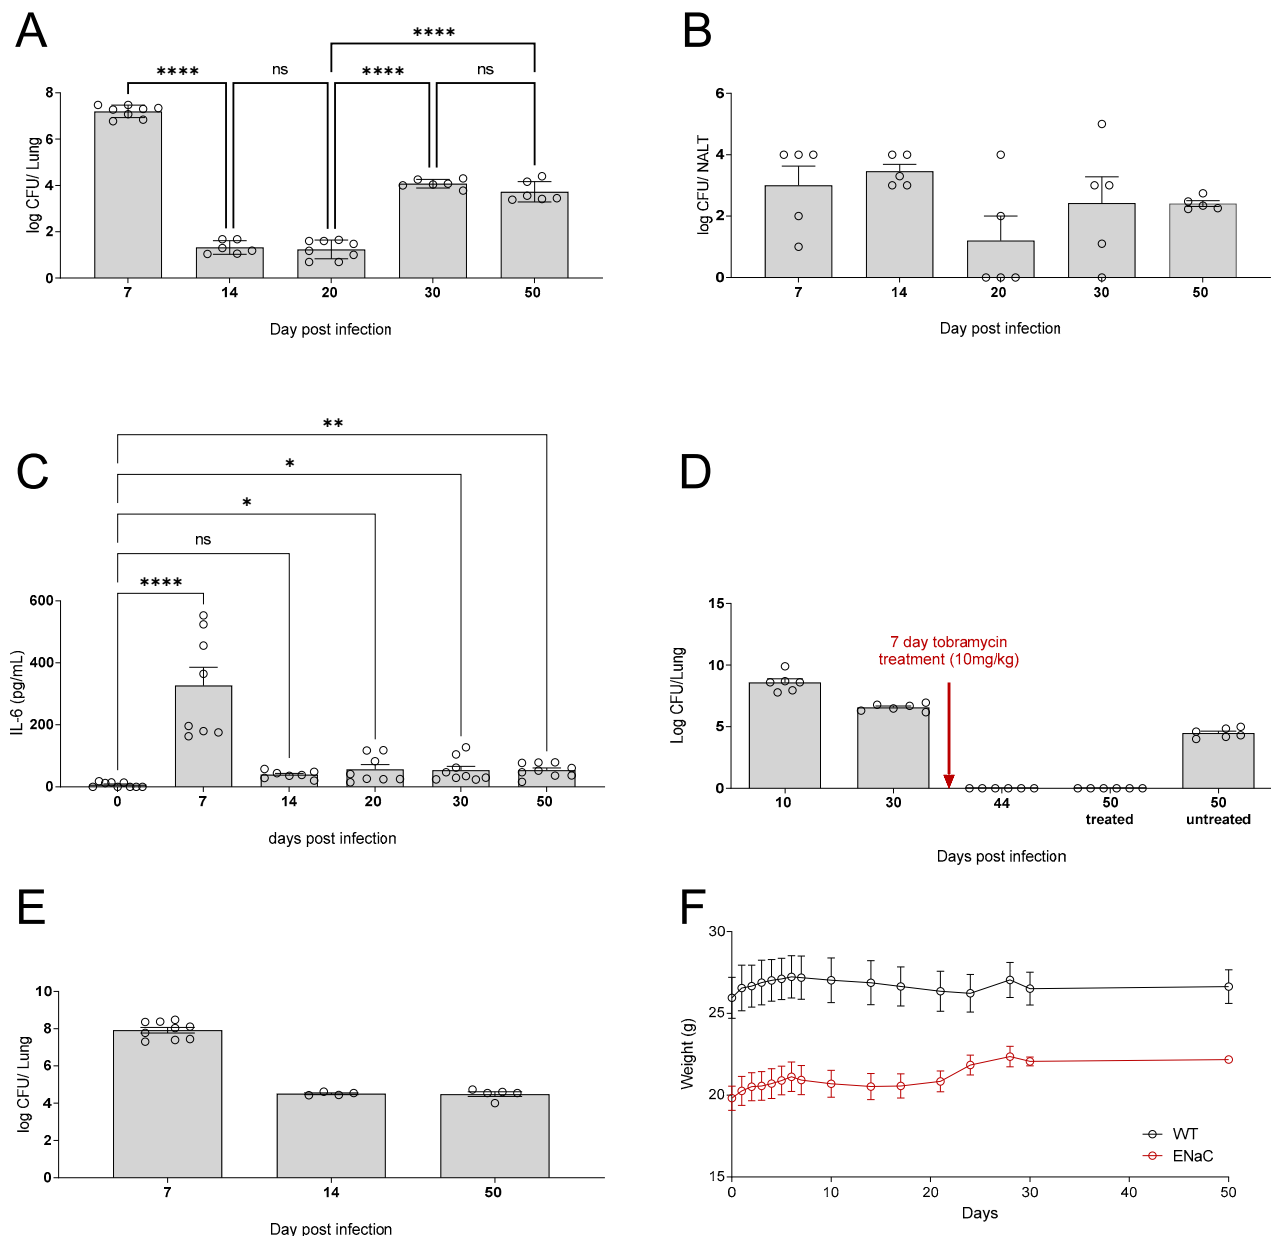 A
****
****
ns
****
ns
8
6
4
2
0
log CFU/ Lung
7
14
20
30
50
Day post infection
B
6
4
2
0
log CFU/ NALT
7
14
20
30
50
Day post infection
C
**
*
*
ns
****
600
400
200
0
IL-6 (pg/mL)
0
7
14
20
30
50
days post infection
D
15
10
5
0
Log CFU/Lung
7 day tobramycin
treatment (10mg/kg)
10
30
44
50
treated
50
untreated
Days post infection
E
10
8
6
4
2
0
log CFU/ Lung
7
14
50
Day post infection
F
30
25
20
15
Weight (g)
WT
ENaC
0
10
20
30
40
50
Days